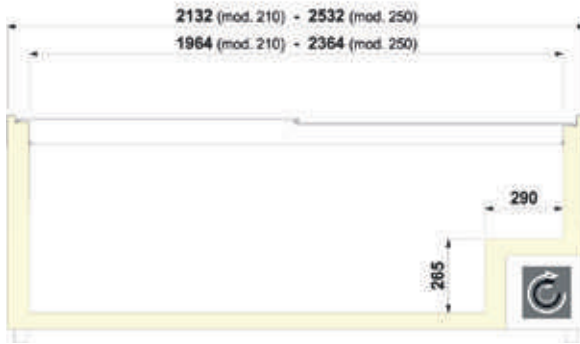 2132 (mod. 210) - 2532 (mod. 250)
1964 (mod. 210) - 2364 (mod. 250)
290
265